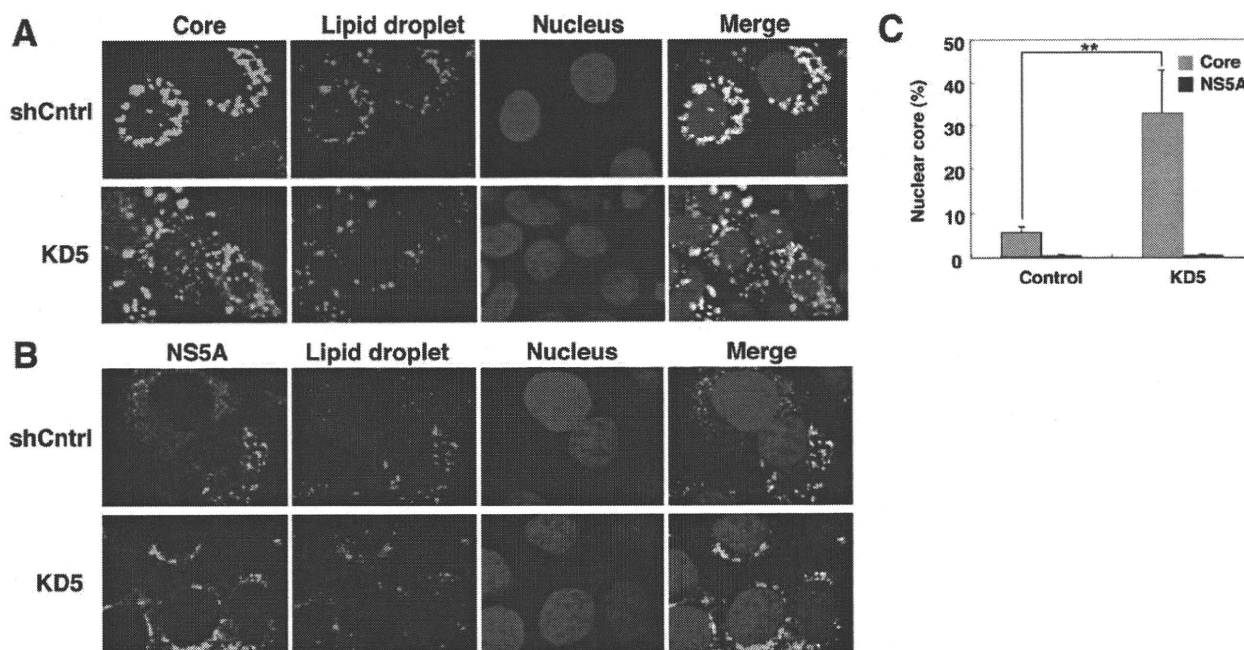 A
Core Lipid droplet Nucleus Merge
shCntrl
KD5
B
NS5A Lipid droplet Nucleus Merge
shCntrl
KD5
C
50
40
30
20
10
0
Nuclear core (%)
**
Core
NS5A
Control KD5